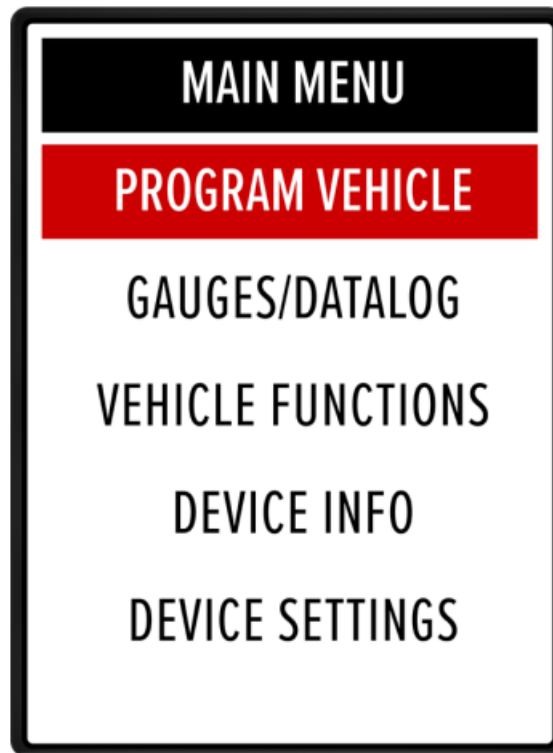 MAIN MENU
PROGRAM VEHICLE
GAUGES/DATALOG
VEHICLE FUNCTIONS
DEVICE INFO
DEVICE SETTINGS